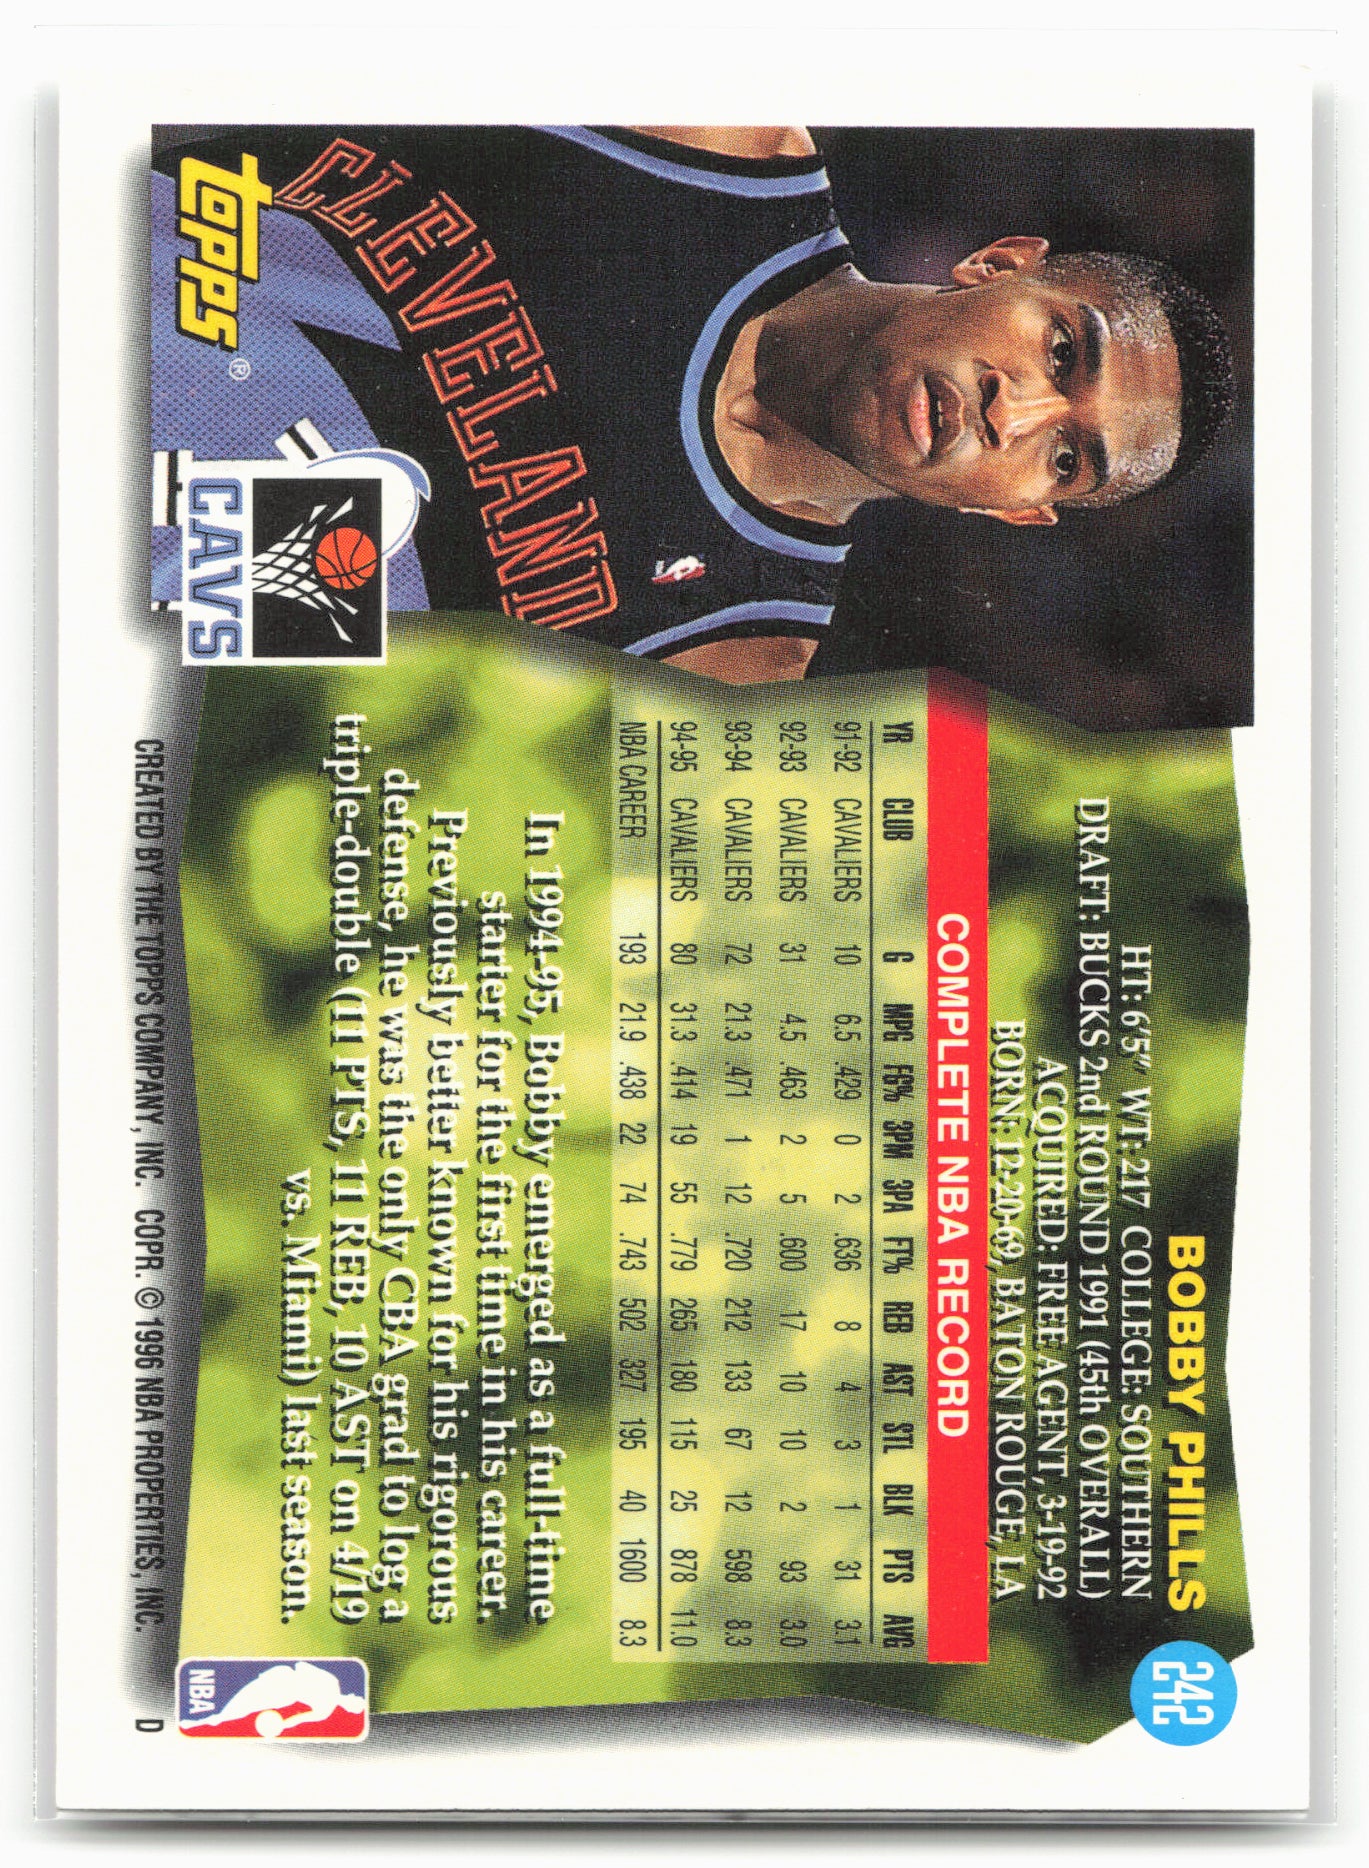 BOBBY PHILLS
242
HT: 6'5" WT: 217 COLLEGE: SOUTHERN
DRAFT: BUCKS 2nd ROUND 1991 (45th OVERALL)
ACQUIRED: FREE AGENT, 3-19-92
BORN: 12-20-69, BATON ROUGE, LA
COMPLETE NBA RECORD
YR CLUB G MPG FG% 3PM 3PA FT% REB AST STL BLK PTS AVG
91-92 CAVALIERS 10 6.5 .429 0 2 .636 8 4 3 1 31 3.1
92-93 CAVALIERS 31 4.5 .463 2 5 .600 17 10 10 2 93 3.0
93-94 CAVALIERS 72 21.3 .471 1 12 .720 212 133 67 12 598 8.3
94-95 CAVALIERS 80 31.3 .414 19 55 .779 265 180 115 25 878 11.0
NBA CAREER 193 21.9 .438 22 74 .743 502 327 195 40 1600 8.3
In 1994-95, Bobby emerged as a full-time
starter for the first time in his career.
Previously better known for his rigorous
defense, he was the only CBA grad to log a
triple-double (11 PTS, 11 REB, 10 AST on 4/19
vs. Miami) last season.
CLEVELAND
TOPPS®
CAVS
NBA
CREATED BY THE TOPPS COMPANY, INC. COPR. © 1996 NBA PROPERTIES, INC. D